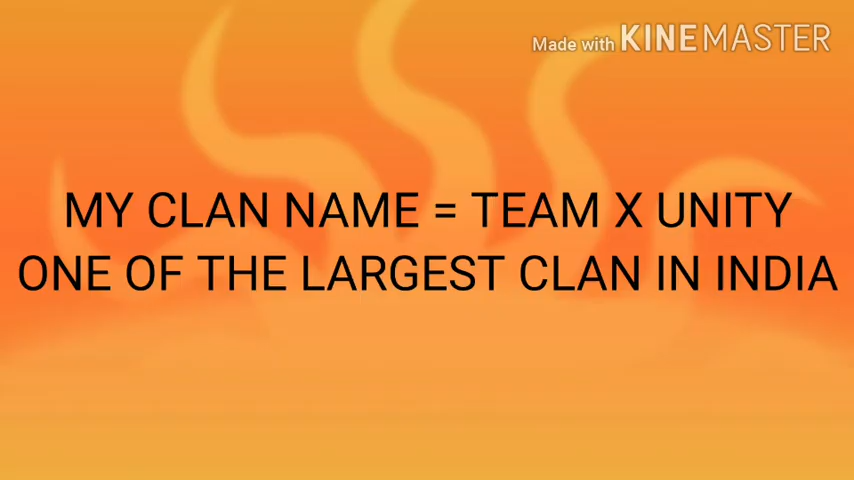 Made with KINEMASTER
MY CLAN NAME = TEAM X UNITY
ONE OF THE LARGEST CLAN IN INDIA